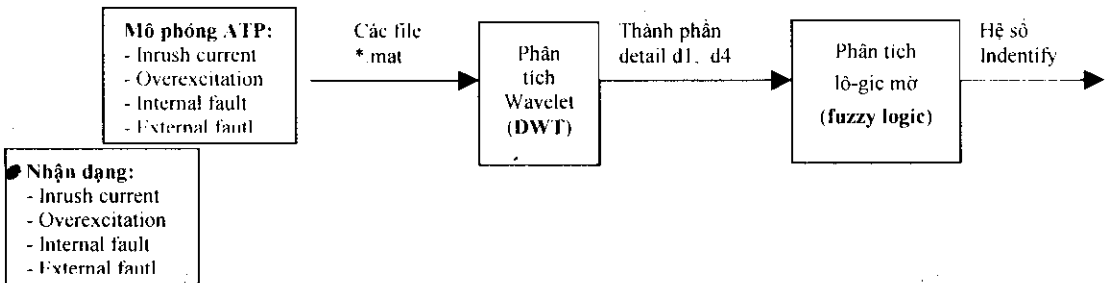 Mô phỏng ATP:
- Inrush current
- Overexcitation
- Internal fault
- External fautl
Các file
*.mat
Phân
tích
Wavelet
(DWT)
Thành phần
detail d1, d4
Phân tích
lô-gic mờ
(fuzzy logic)
Hệ số
Indentify
Nhận dạng:
- Inrush current
- Overexcitation
- Internal fault
- External fautl